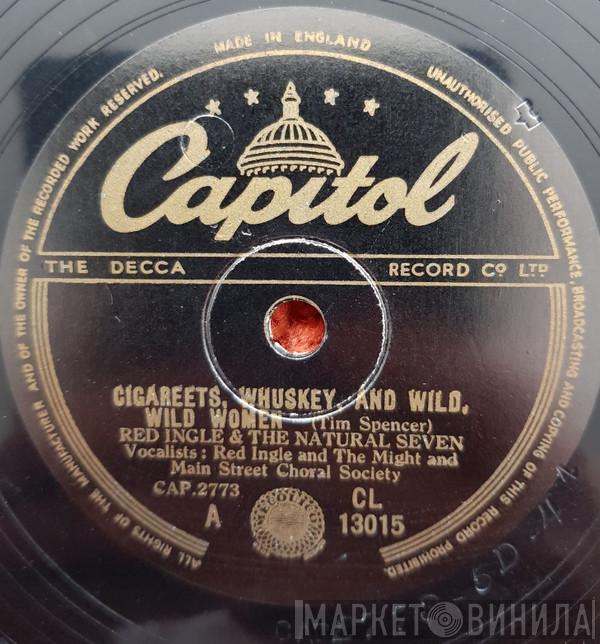 MADE IN ENGLAND
ALL RIGHTS OF THE MANUFACTURER AND OF THE OWNER OF THE RECORDED WORK RESERVED.
UNAUTHORISED PUBLIC PERFORMANCE, BROADCASTING AND COPYING OF THIS RECORD PROHIBITED.
Capitol
THE DECCA RECORD CO LTD
CIGAREETS, WHUSKEY, AND WILD,
WILD WOMEN (Tim Spencer)
RED INGLE & THE NATURAL SEVEN
Vocalists: Red Ingle and The Might and
Main Street Choral Society
CAP.2773
A
CL
13015
МАРКЕТ ВИНИЛА